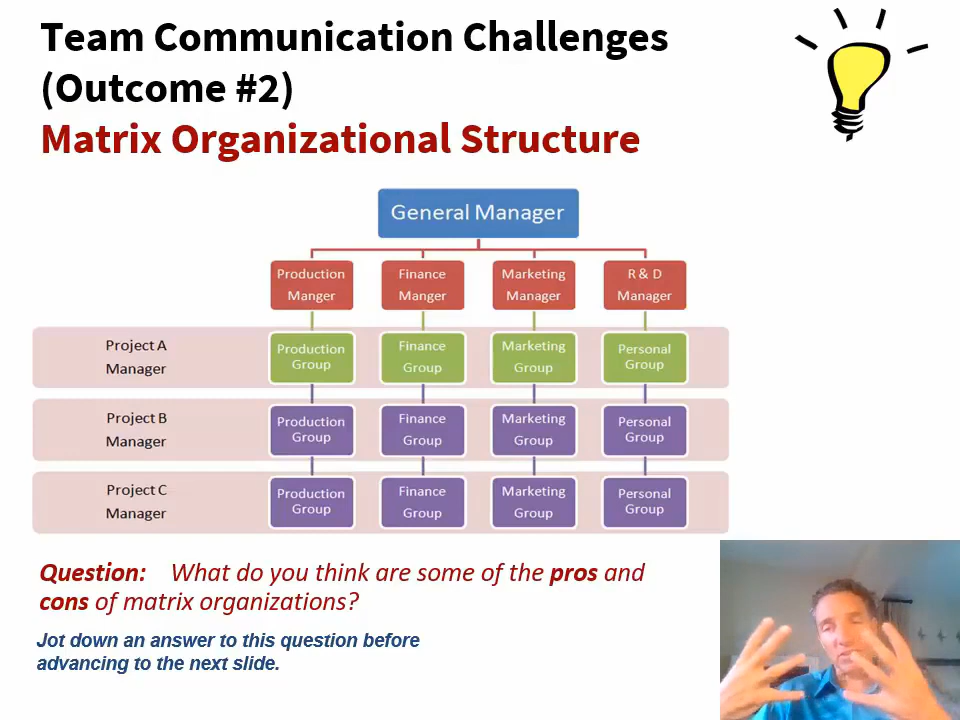 Team Communication Challenges
(Outcome #2)
Matrix Organizational Structure
General Manager
Production Manger
Finance Manger
Marketing Manager
R & D Manager
Project A Manager
Production Group
Finance Group
Marketing Group
Personal Group
Project B Manager
Production Group
Finance Group
Marketing Group
Personal Group
Project C Manager
Production Group
Finance Group
Marketing Group
Personal Group
Question: What do you think are some of the pros and
cons of matrix organizations?
Jot down an answer to this question before
advancing to the next slide.